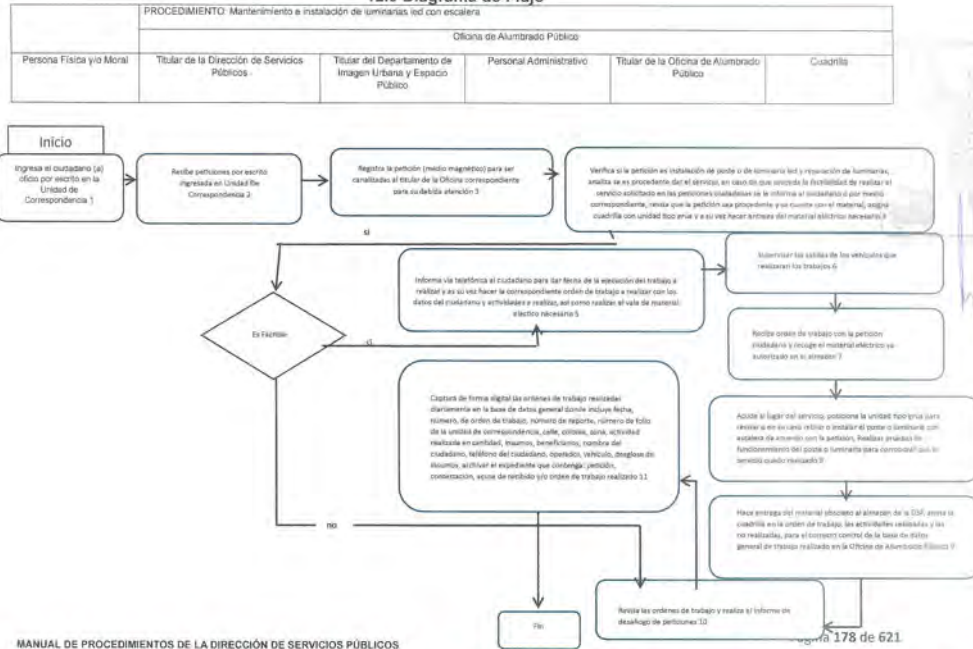 PROCEDIMIENTO: Mantenimiento e instalación de luminarias led con escalera
Oficina de Alumbrado Público
Persona Física y/o Moral
Titular de la Dirección de Servicios
Públicos
Titular del Departamento de
Imagen Urbana y Espacio
Público
Personal Administrativo
Titular de la Oficina de Alumbrado
Público
Cuadrilla
Inicio
Ingresa el ciudadano (a)
oficio por escrito en la
Unidad de
Correspondencia 1
Recibe peticiones por escrito
ingresada en Unidad De
Correspondencia 2
Registra la petición (medio magnético) para ser
canalizadas al titular de la Oficina correspondiente
para su debida atención 3
Verifica si la petición es instalación de poste o de luminaria led y reparación de luminarias,
analiza se es procedente dar el servicio, en caso de que proceda la factibilidad de realizar el
servicio solicitado en las peticiones ciudadanas se le informa al ciudadano o por medio
correspondiente, revisa que la petición sea procedente y se cuente con el material, asigna
cuadrilla con unidad tipo grúa y a su vez hacer entrega del material eléctrico necesario 4
si
Informa vía telefónica al ciudadano para dar fecha de la ejecución del trabajo a
realizar y es su vez hacer la correspondiente orden de trabajo a realizar con los
datos del ciudadano y actividades a realizar, así como realizar el vale de material
eléctrico necesario 5
Supervisar las salidas de los vehículos que
realizaran los trabajos 6
Es Factible
si
Recibe orden de trabajo con la petición
ciudadana y recoge el material eléctrico ya
autorizado en el almacén 7
Captura de forma digital las ordenes de trabajo realizadas
diariamente en la base de datos general donde incluye fecha,
número, de orden de trabajo, número de reporte, número de folio
de la unidad de correspondencia, calle, colonia, zona, actividad
realizada en cantidad, insumos, beneficiarios, nombre del
ciudadano, teléfono del ciudadano, operador, vehículo, desglose de
insumos, archivar el expediente que contenga: petición,
contestación, acuse de recibido y/o orden de trabajo realizado 11
Acude al lugar del servicio, posiciona la unidad tipo grúa para
revisar o en su caso retirar o instalar el poste o luminaria con
escalera de acuerdo con la petición, Realizar pruebas de
funcionamiento del poste o luminaria para corroborar que el
servicio quedo realizado
Hace entrega del material obsoleto al almacén de la DSP, anota la
cuadrilla en la orden de trabajo, las actividades realizadas y las
no realizadas, para el correcto control de la base de datos
general de trabajo realizado en la Oficina de Alumbrado Público 9
no
Revisa las ordenes de trabajo y realiza el informe de
desahogo de peticiones 10
Fin
MANUAL DE PROCEDIMIENTOS DE LA DIRECCIÓN DE SERVICIOS PÚBLICOS
178 de 621